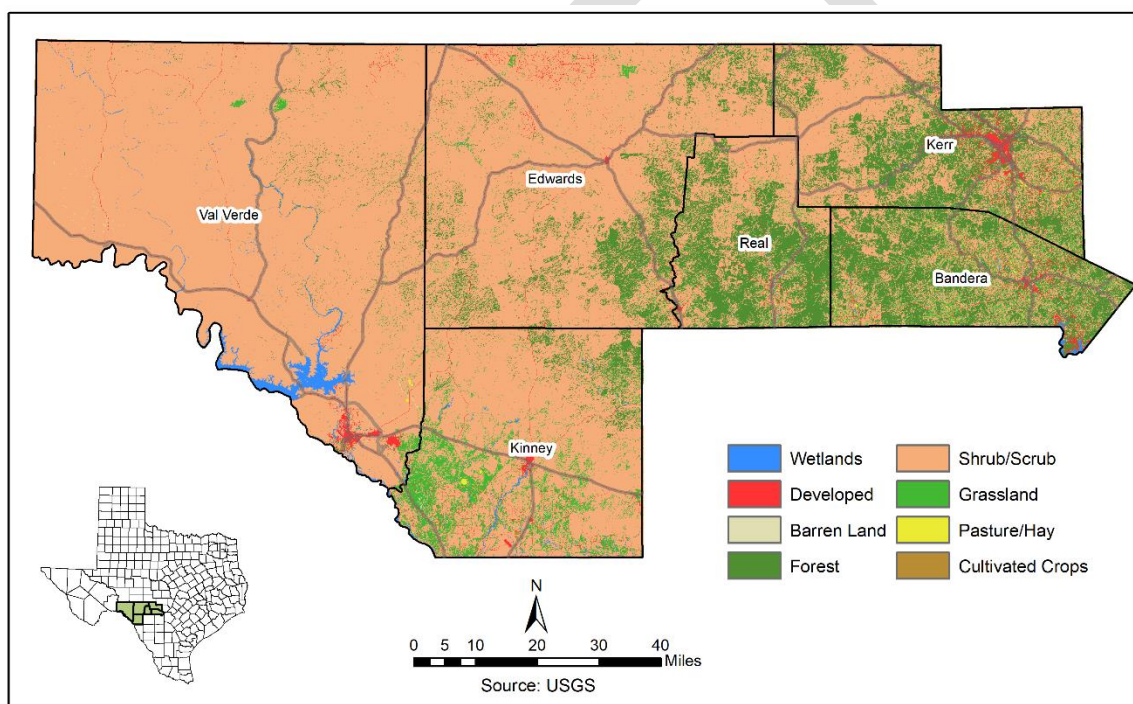 Kerr
Edwards
Val Verde
Real
Bandera
Kinney
Wetlands
Shrub/Scrub
Developed
Grassland
Barren Land
Pasture/Hay
Forest
Cultivated Crops
N
0 5 10 20 30 40
Miles
Source: USGS